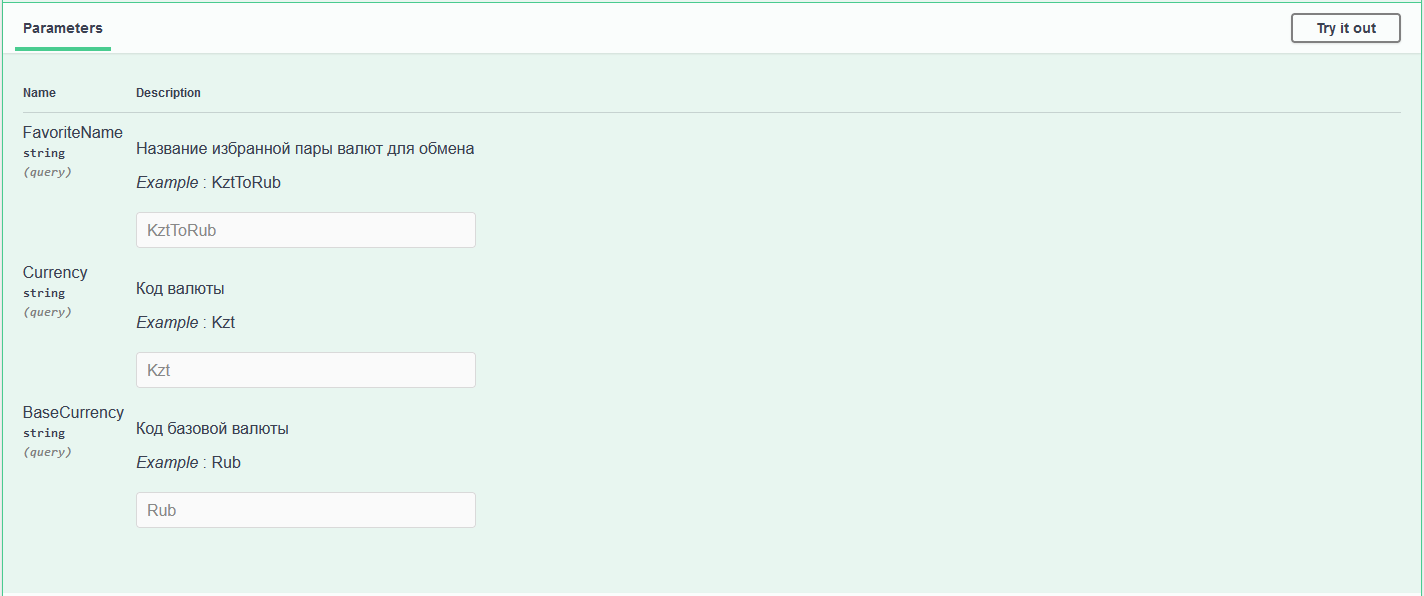 Parameters
Try it out
Name Description
FavoriteName
string
(query)
Название избранной пары валют для обмена
Example : KztToRub
KztToRub
Currency
string
(query)
Код валюты
Example : Kzt
Kzt
BaseCurrency
string
(query)
Код базовой валюты
Example : Rub
Rub